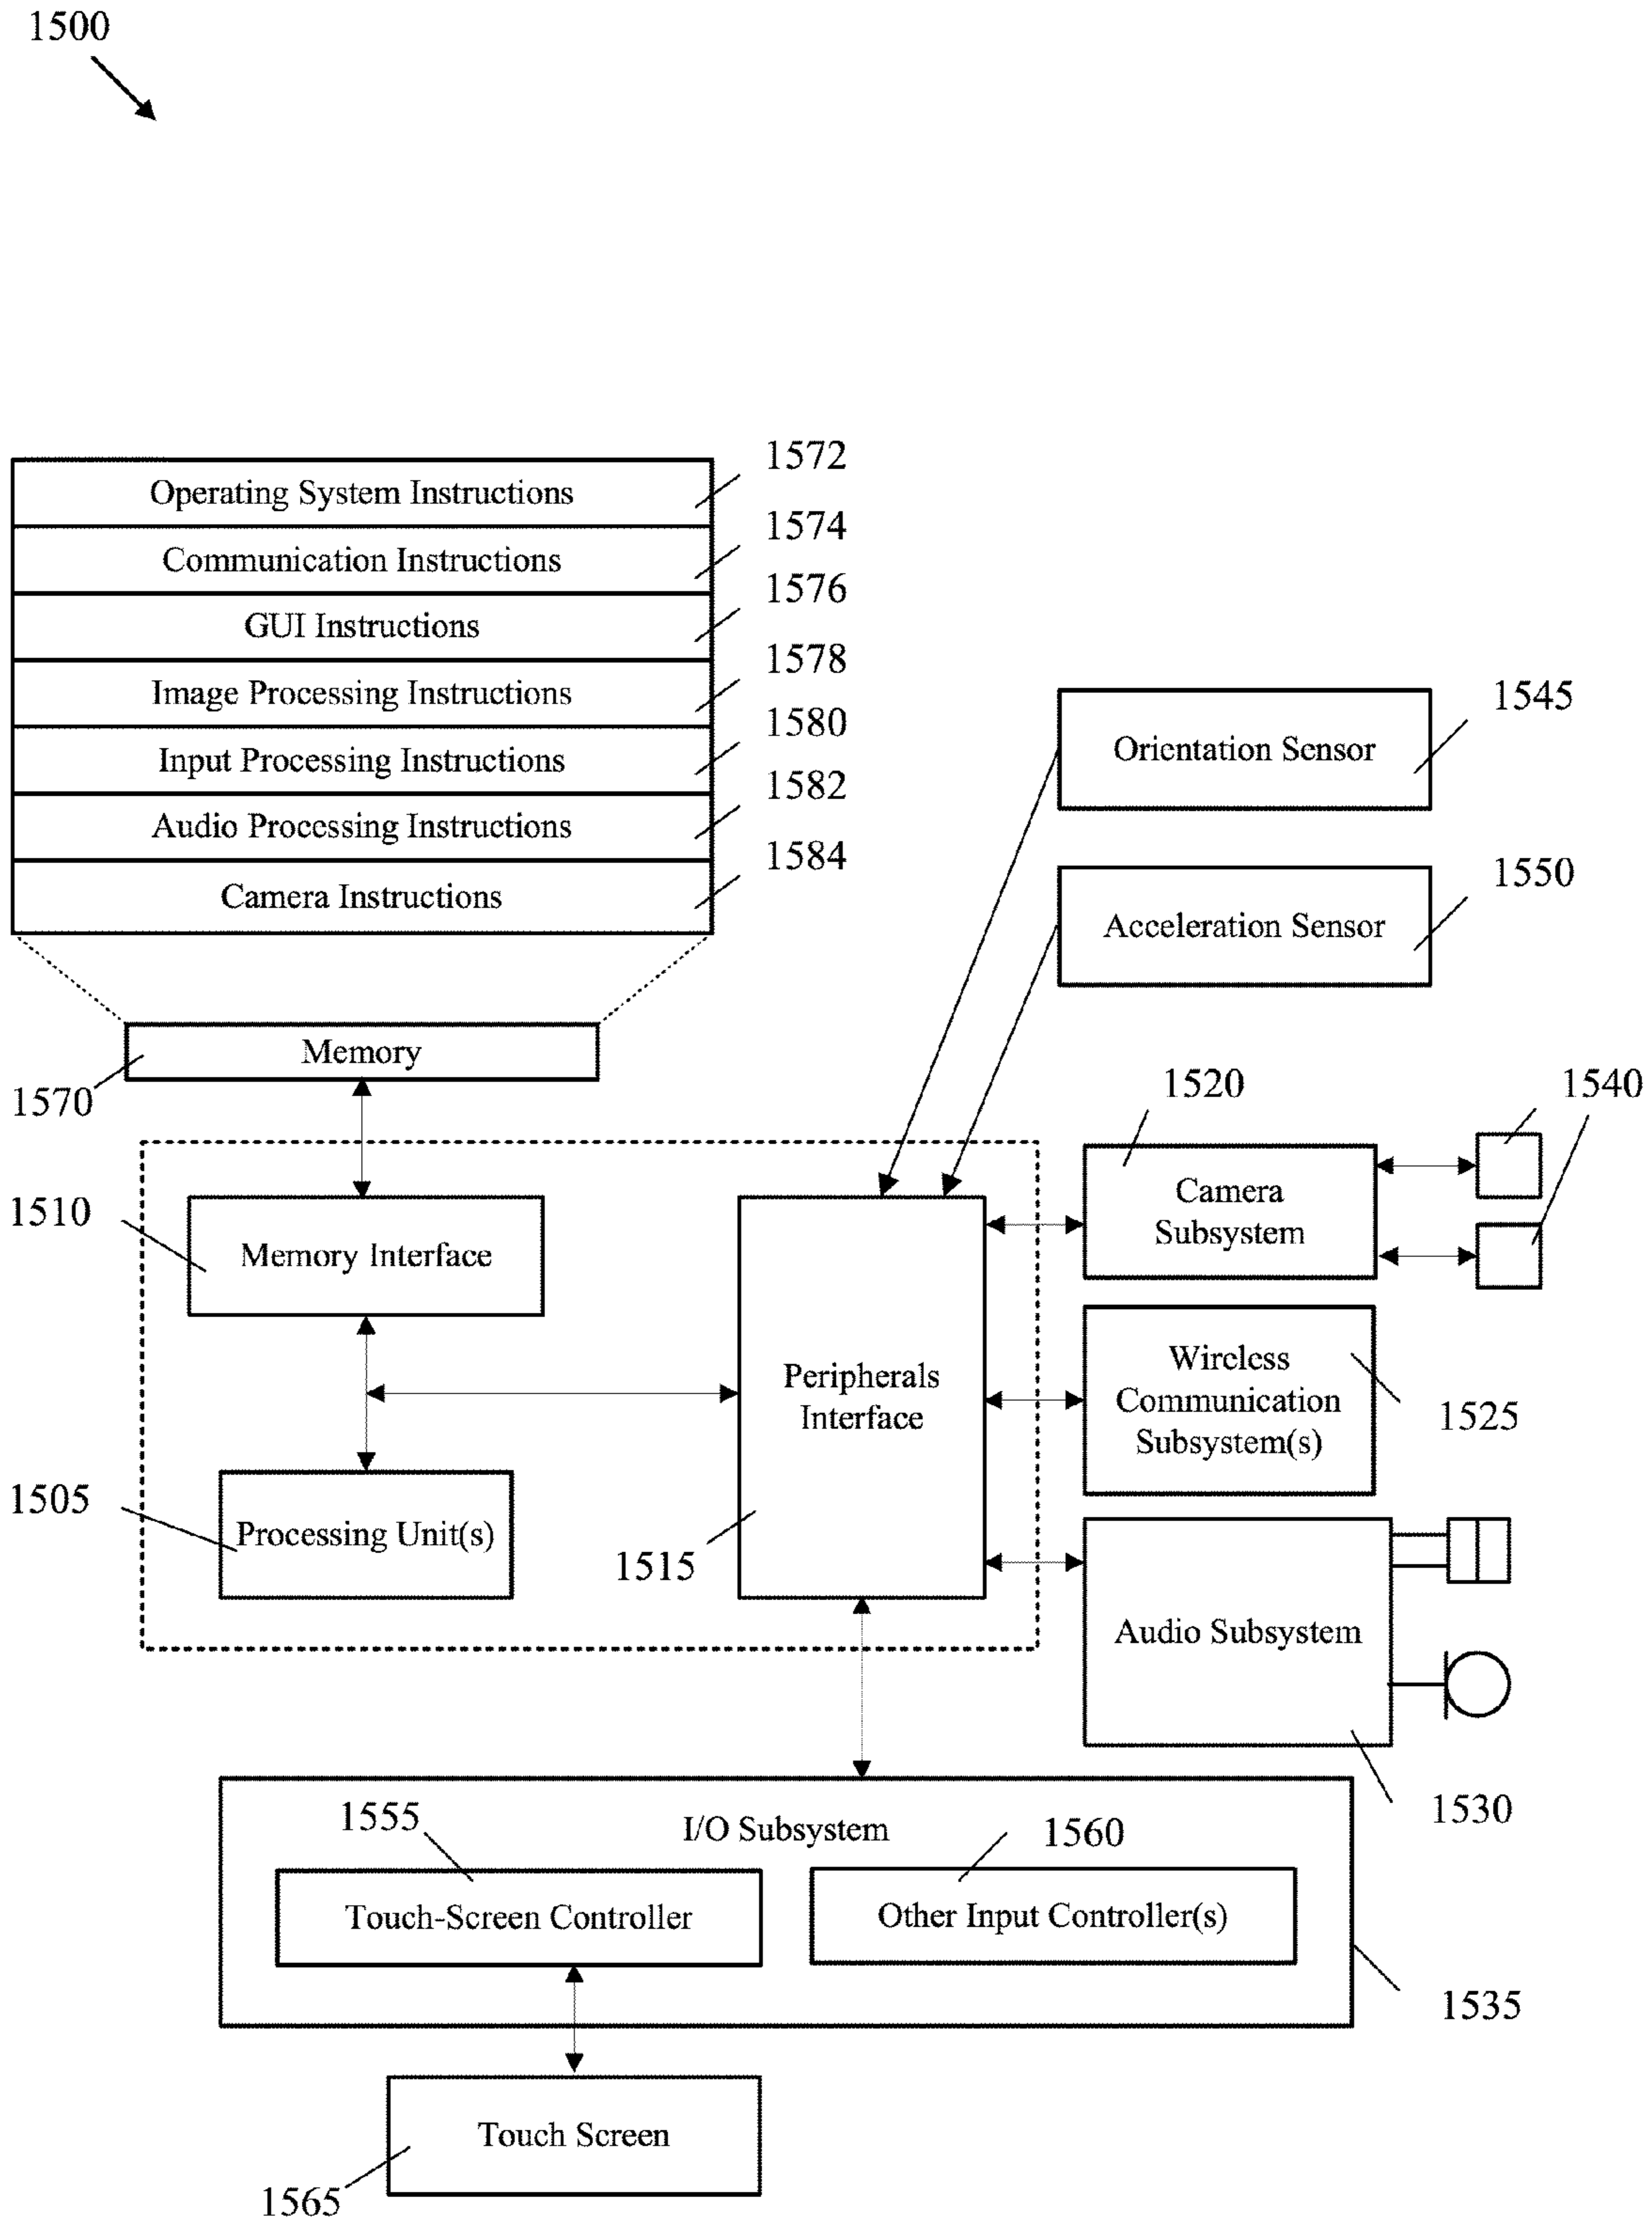 1500
1572
Operating System Instructions
1574
Communication Instructions
1576
GUI Instructions
1578
Image Processing Instructions
1580
Input Processing Instructions
1582
Audio Processing Instructions
1584
Camera Instructions
1545
Orientation Sensor
1550
Acceleration Sensor
Memory
1570
1520
1540
Camera
Subsystem
1510
Memory Interface
Peripherals
Interface
Wireless
Communication
Subsystem(s)
1525
1505
Processing Unit(s)
1515
Audio Subsystem
1530
1555
I/O Subsystem
1560
Touch-Screen Controller
Other Input Controller(s)
1535
Touch Screen
1565